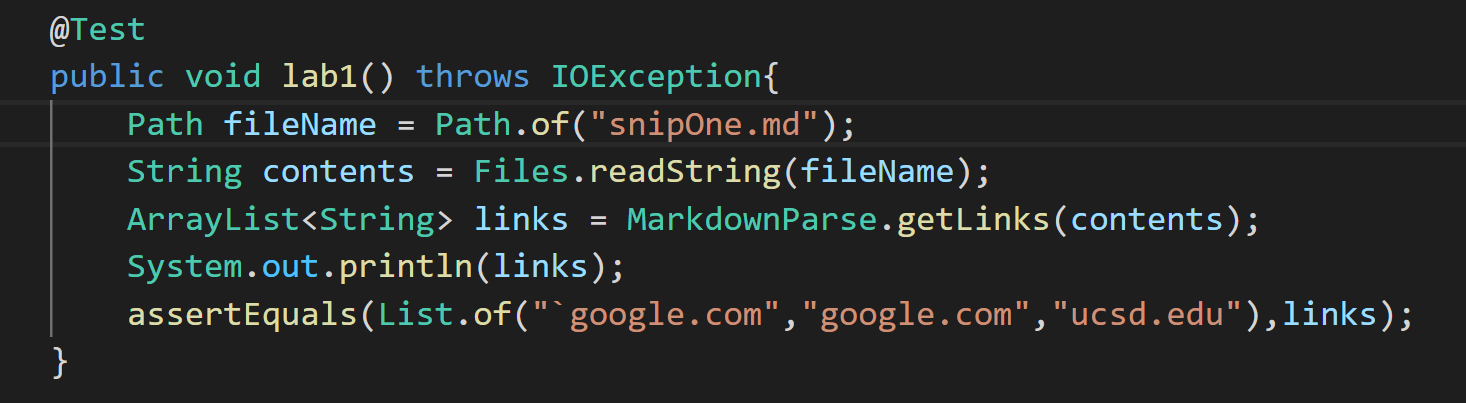 @Test
public void lab1() throws IOException{
Path fileName = Path.of("snipOne.md");
String contents = Files.readString(fileName);
ArrayList<String> links = MarkdownParse.getLinks(contents);
System.out.println(links);
assertEquals(List.of("`google.com","google.com","ucsd.edu"),links);
}